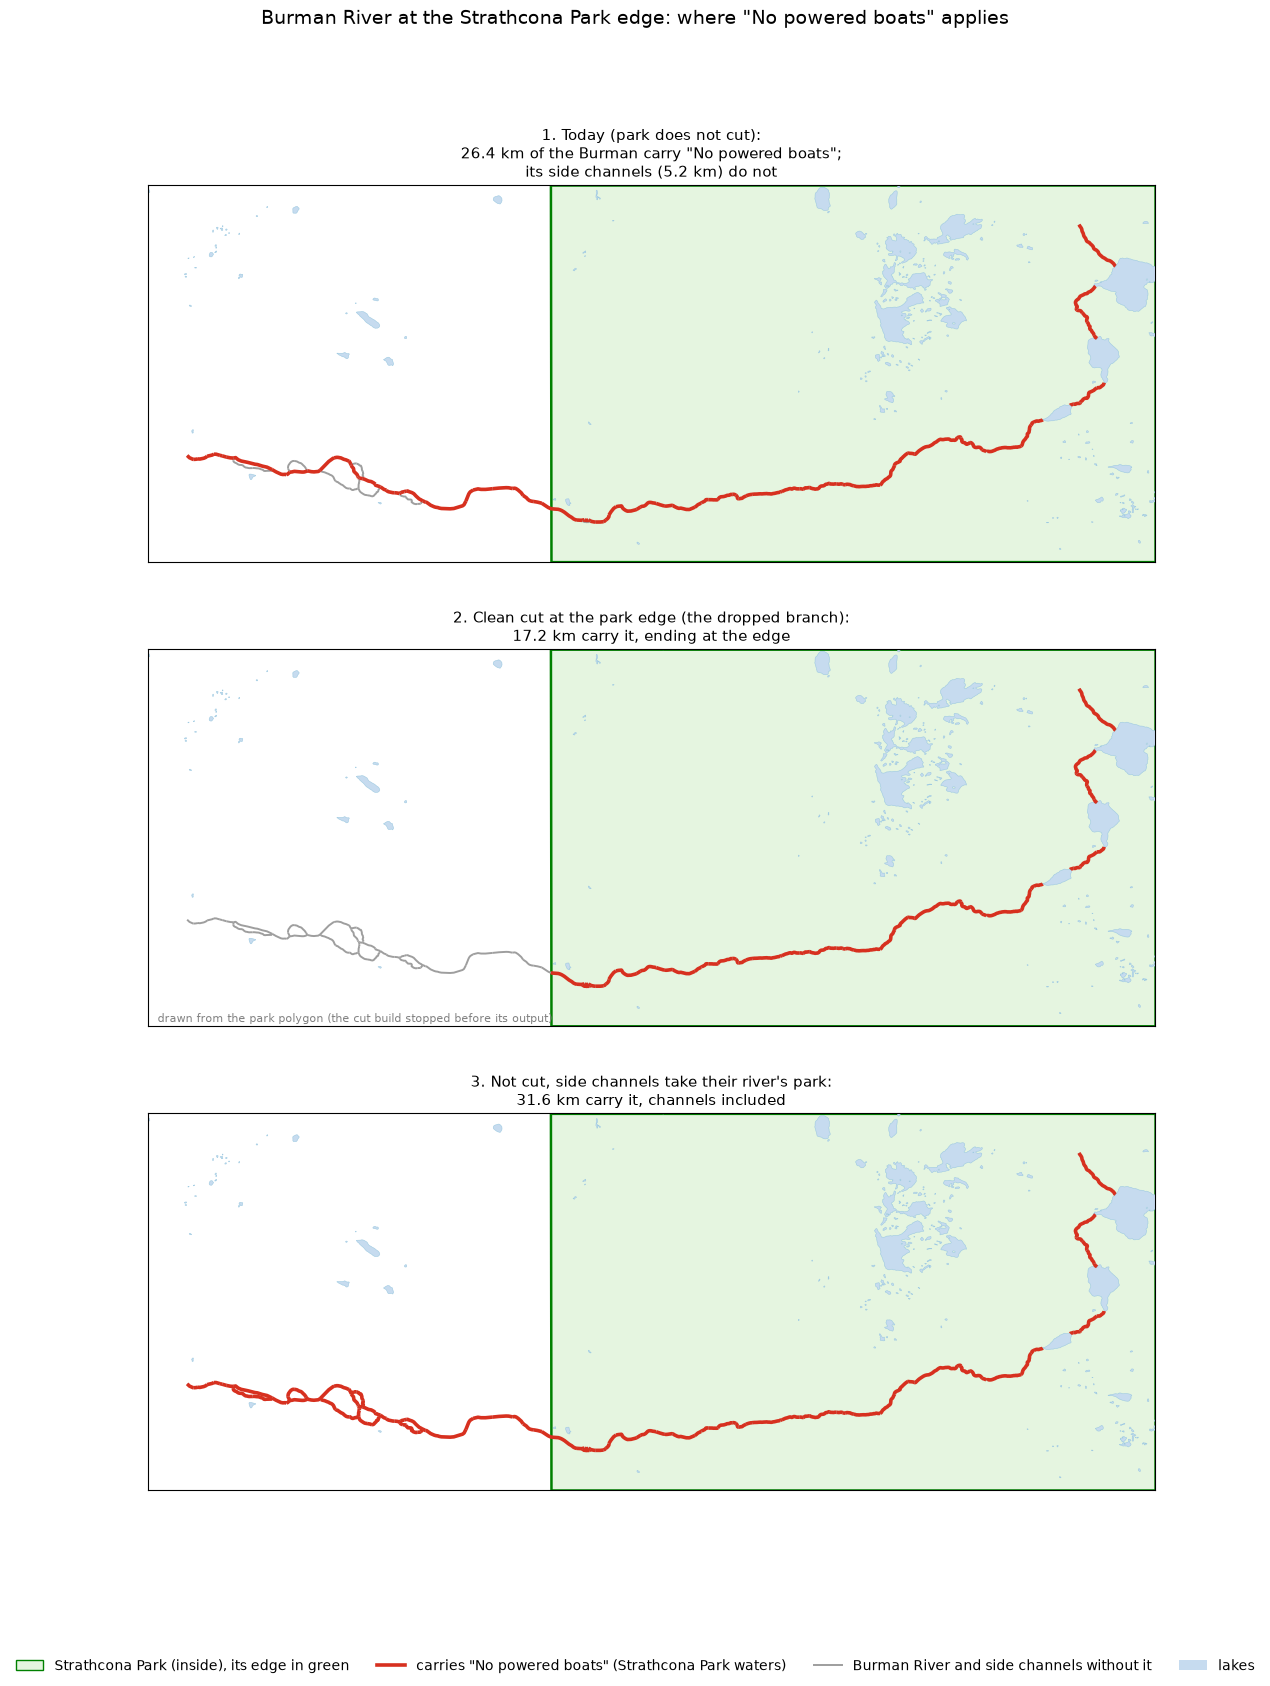 Burman River at the Strathcona Park edge: where "No powered boats" applies
1. Today (park does not cut):
26.4 km of the Burman carry "No powered boats";
its side channels (5.2 km) do not
2. Clean cut at the park edge (the dropped branch):
17.2 km carry it, ending at the edge
drawn from the park polygon (the cut build stopped before its output)
3. Not cut, side channels take their river's park:
31.6 km carry it, channels included
Strathcona Park (inside), its edge in green
carries "No powered boats" (Strathcona Park waters)
Burman River and side channels without it
lakes